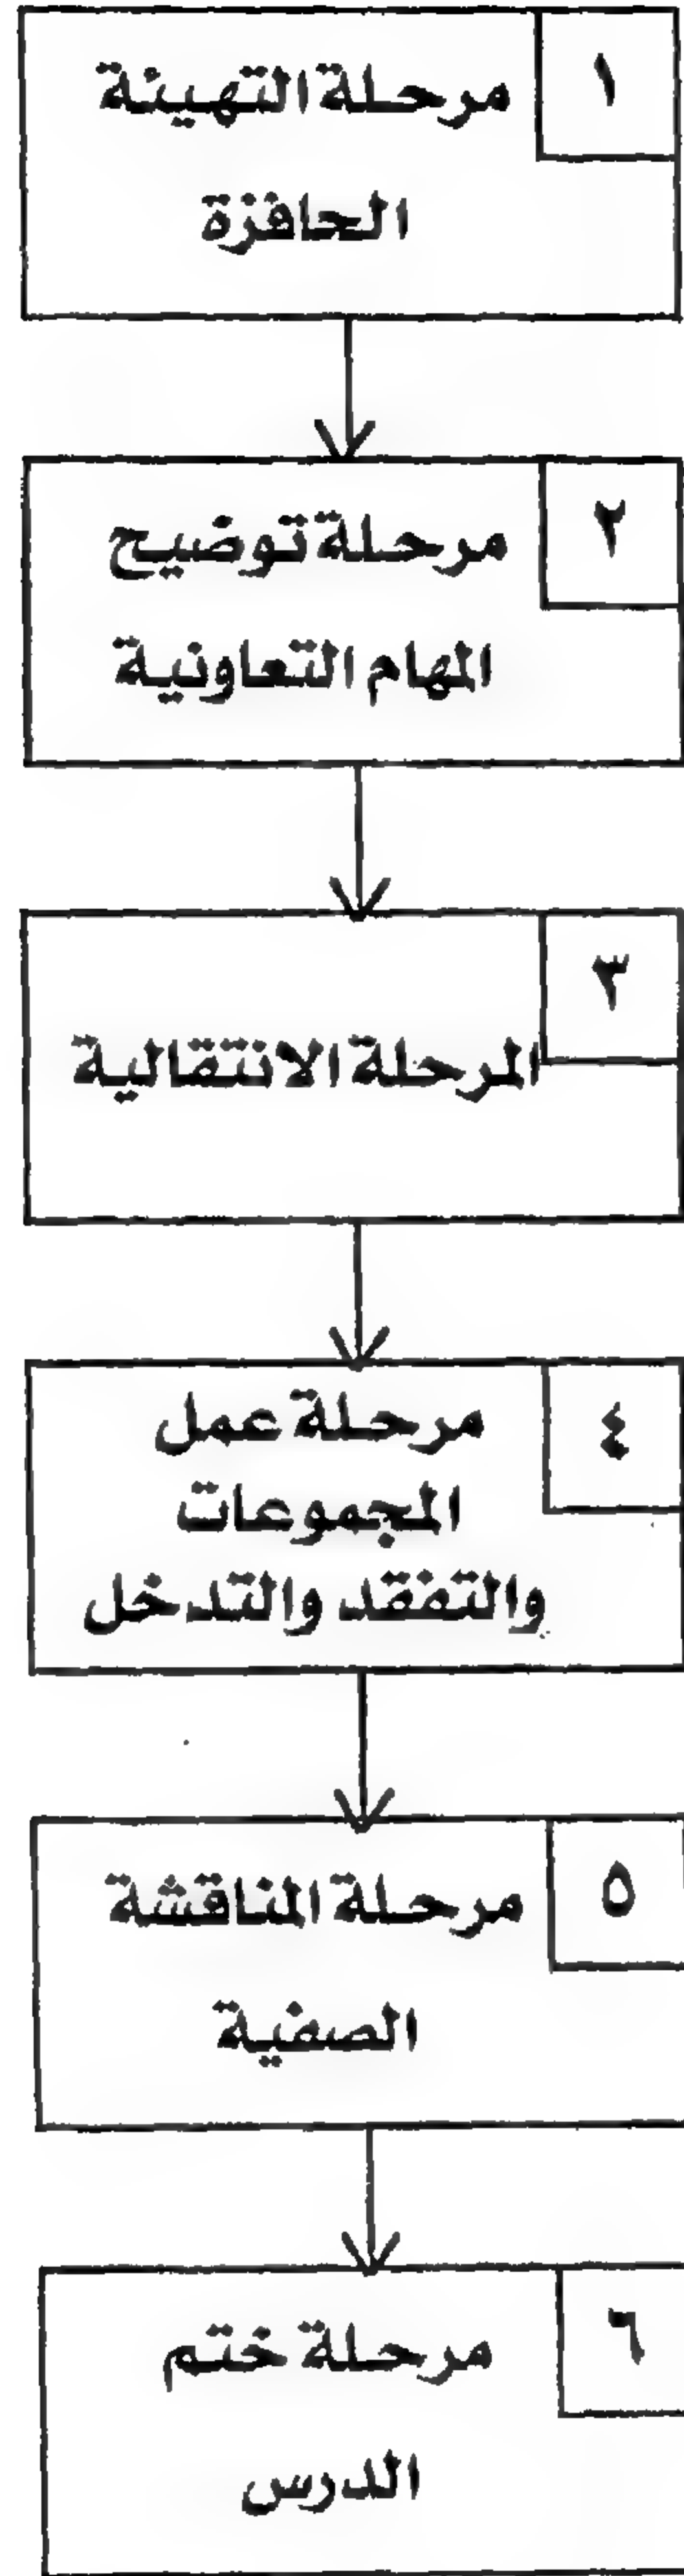 ١
مرحلة التهيئة
الحافزة
٢
مرحلة توضيح
المهام التعاونية
٣
المرحلة الانتقالية
٤
مرحلة عمل
المجموعات
والتفقد والتدخل
٥
مرحلة المناقشة
الصفية
٦
مرحلة ختم
الدرس